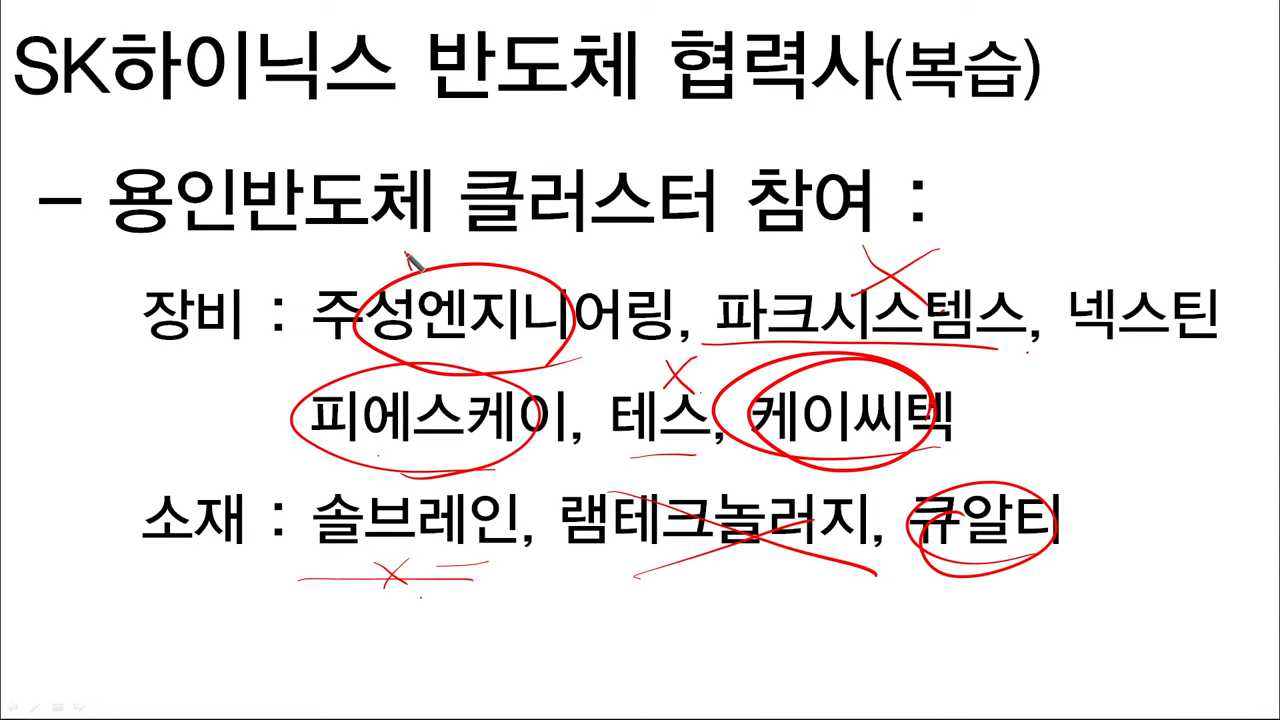 SK하이닉스 반도체 협력사(복습)
– 용인반도체 클러스터 참여 :
장비 : 주성엔지니어링, 파크시스템스, 넥스틴
피에스케이, 테스, 케이씨텍
소재 : 솔브레인, 램테크놀러지, 큐알티